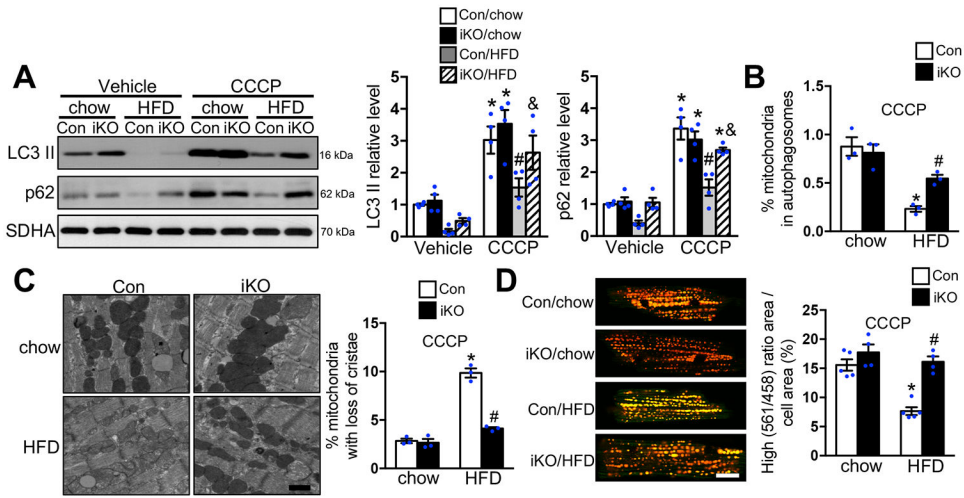 A
Vehicle
CCCP
chow
HFD
chow
HFD
Con iKO Con iKO Con iKO Con iKO
LC3 II
16 kDa
p62
62 kDa
SDHA
70 kDa
Con/chow
iKO/chow
Con/HFD
iKO/HFD
LC3 II relative level
5
4
3
2
1
0
* * # &
Vehicle
CCCP
p62 relative level
5
4
3
2
1
0
* * # *&
Vehicle
CCCP
B
Con
iKO
CCCP
% mitochondria
in autophagosomes
1.5
1.0
0.5
0.0
* #
chow
HFD
C
Con
iKO
chow
HFD
Con
iKO
CCCP
% mitochondria
with loss of cristae
15
10
5
0
* #
chow
HFD
D
Con/chow
iKO/chow
Con/HFD
iKO/HFD
Con
iKO
CCCP
High (561/458) ratio area /
cell area (%)
25
20
15
10
5
0
* #
chow
HFD